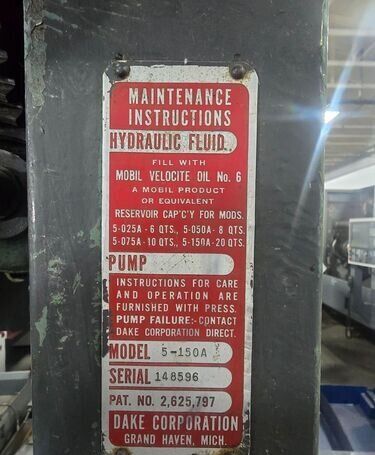 MAINTENANCE
INSTRUCTIONS
HYDRAULIC FLUID..
FILL WITH
MOBIL VELOCITE OIL No. 6
A MOBIL PRODUCT
OR EQUIVALENT
RESERVOIR CAP'C'Y FOR MODS.
5-025A-6 QTS., 5-050A-8 QTS.
5-075A-10 QTS., 5-150A-20 QTS.
PUMP
INSTRUCTIONS FOR CARE
AND OPERATION ARE
FURNISHED WITH PRESS.
PUMP FAILURE:-CONTACT
DAKE CORPORATION DIRECT.
MODEL 5-150A
SERIAL 148596
PAT. NO. 2,625,797
DAKE CORPORATION
GRAND HAVEN, MICH.